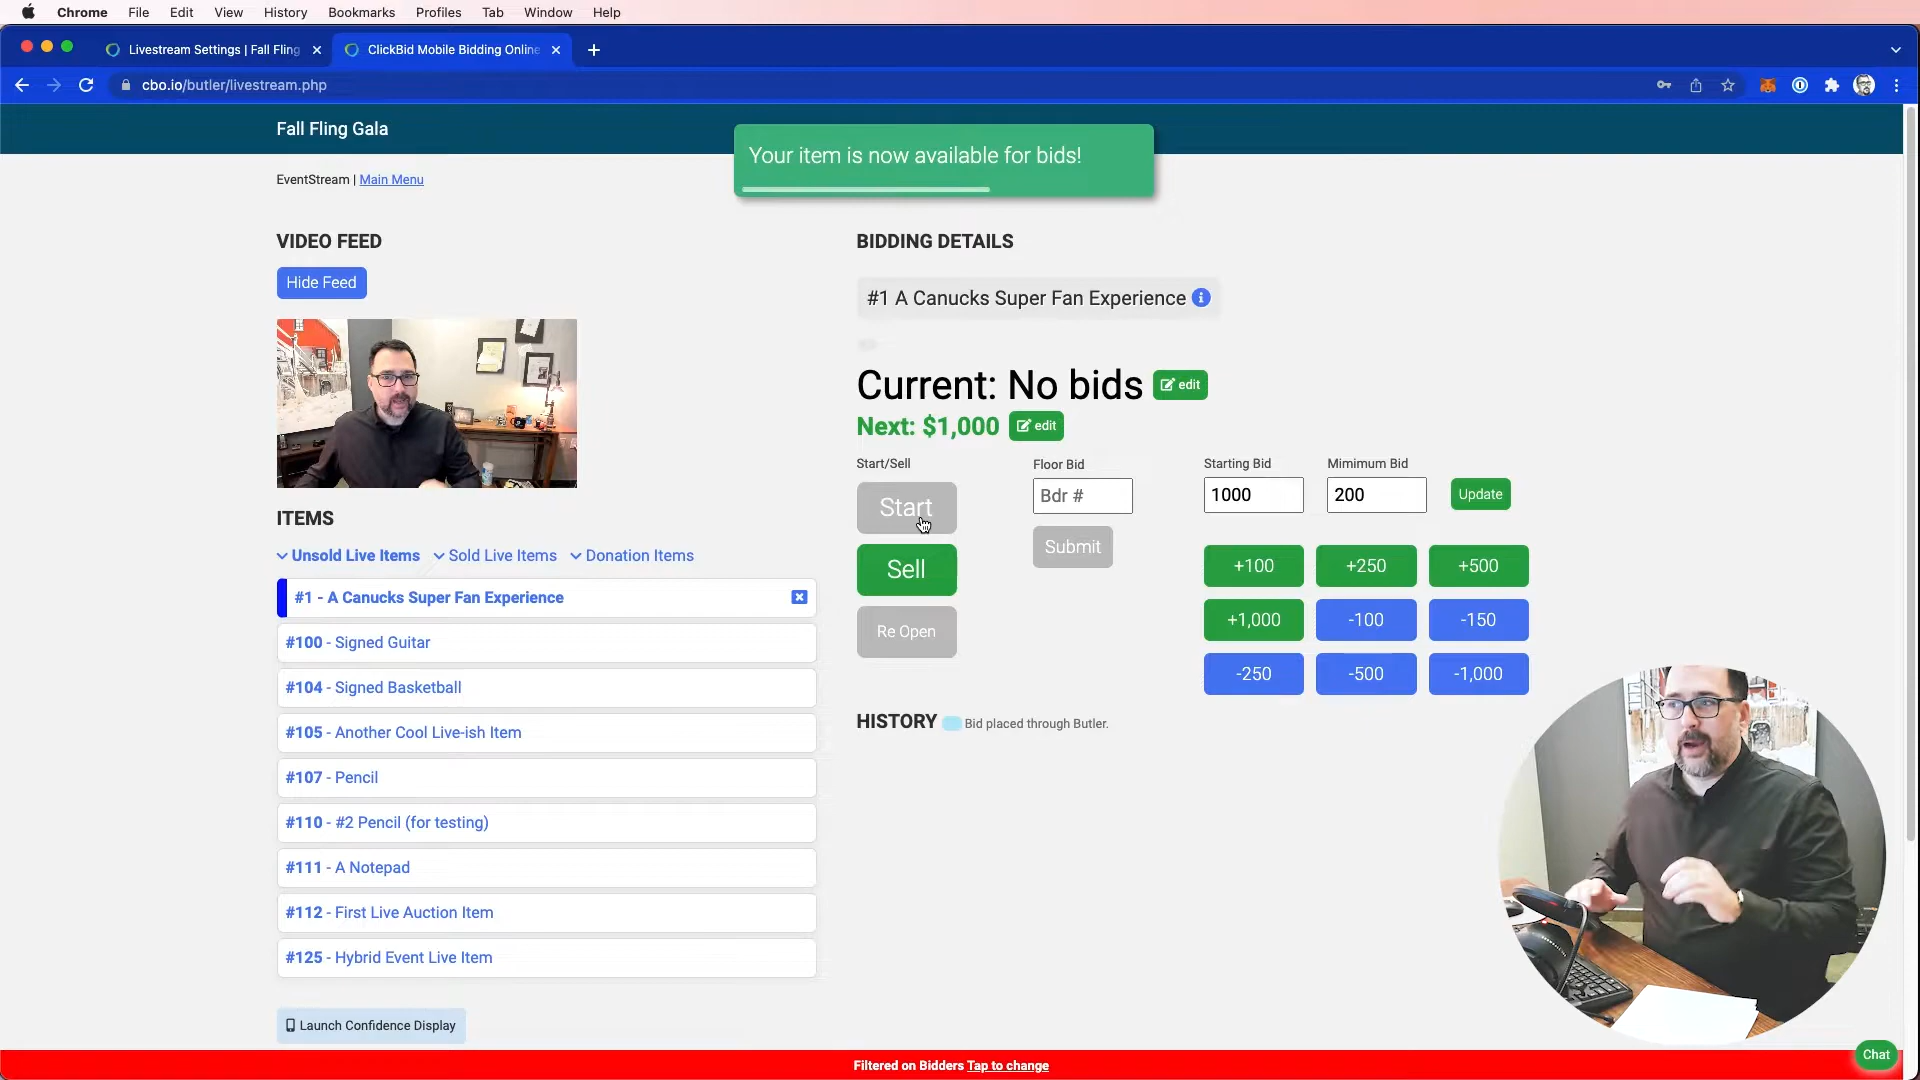 Chrome File Edit View History Bookmarks Profiles Tab Window Help
Livestream Settings | Fall Fling
ClickBid Mobile Bidding Online
cbo.io/butler/livestream.php
Fall Fling Gala
Your item is now available for bids!
EventStream | Main Menu
VIDEO FEED
Hide Feed
ITEMS
Unsold Live Items Sold Live Items Donation Items
#1 - A Canucks Super Fan Experience
#100 - Signed Guitar
#104 - Signed Basketball
#105 - Another Cool Live-ish Item
#107 - Pencil
#110 - #2 Pencil (for testing)
#111 - A Notepad
#112 - First Live Auction Item
#125 - Hybrid Event Live Item
Launch Confidence Display
BIDDING DETAILS
#1 A Canucks Super Fan Experience
Current: No bids edit
Next: $1,000 edit
Start/Sell Floor Bid Starting Bid Mimimum Bid
Start Bdr # 1000 200 Update
Submit
Sell
Re Open
+100 +250 +500
+1,000 -100 -150
-250 -500 -1,000
HISTORY Bid placed through Butler.
Filtered on Bidders Tap to change
Chat